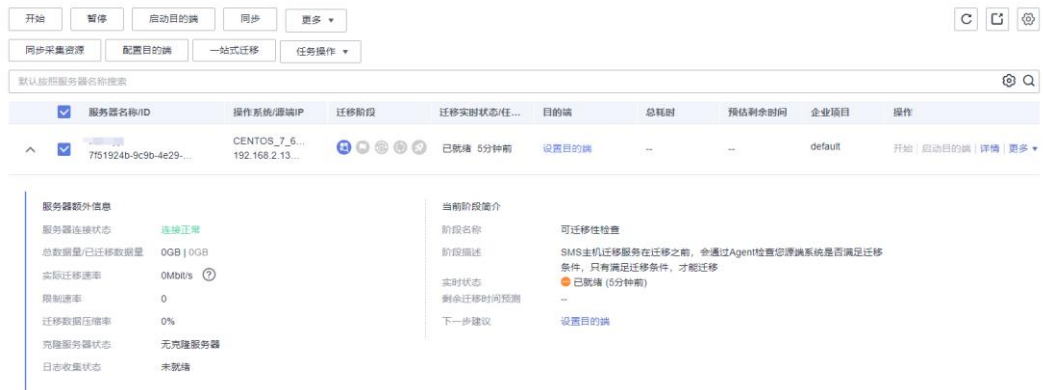 开始 暂停 启动目的端 同步 更多
同步采集资源 配置目的端 一站式迁移 任务操作
默认按照服务器名称搜索
服务器名称/ID 操作系统/源端IP 迁移阶段 迁移实时状态/任... 目的端 总耗时 预估剩余时间 企业项目 操作
7f51924b-9c9b-4e29-... CENTOS_7_6... 192.168.2.13... 已就绪 5分钟前 设置目的端 -- -- default 开始 | 启动目的端 | 详情 | 更多
服务器额外信息 当前阶段简介
服务器连接状态 连接正常 阶段名称 可迁移性检查
总数据量/已迁移数据量 0GB | 0GB 阶段描述 SMS主机迁移服务在迁移之前，会通过Agent检查您源端系统是否满足迁移
条件，只有满足迁移条件，才能迁移
实际迁移速率 0Mbit/s 实时状态 已就绪 (5分钟前)
限制速率 0 剩余迁移时间预测 --
迁移数据压缩率 0% 下一步建议 设置目的端
克隆服务器状态 无克隆服务器
日志收集状态 未就绪